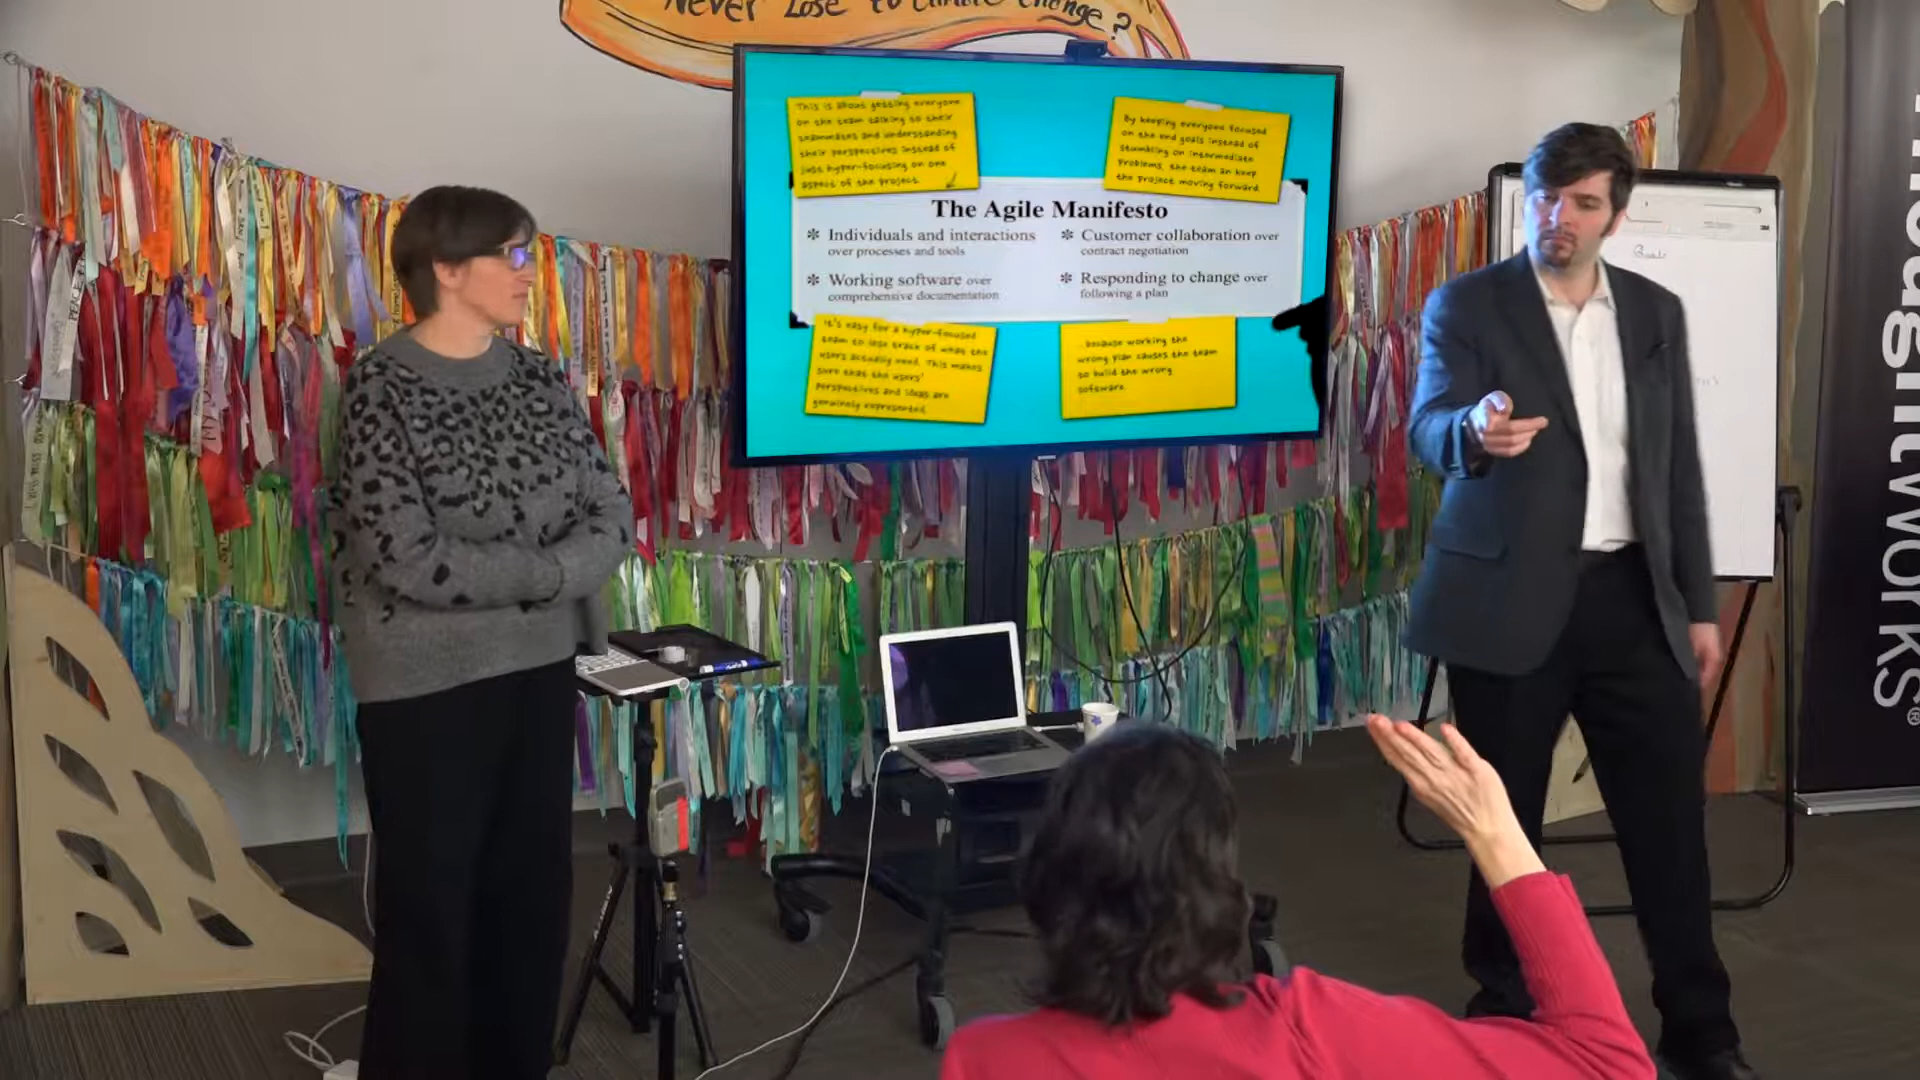 Never Lose to Climate Change?
This is about getting everyone
on the team talking to their
teammates and understanding
their perspectives instead of
just hyper-focusing on one
aspect of the project.
By keeping everyone focused
on the end goals instead of
stumbling on intermediate
problems, the team an keep
the project moving forward
The Agile Manifesto
✻ Individuals and interactions
over processes and tools
✻ Working software over
comprehensive documentation
✻ Customer collaboration over
contract negotiation
✻ Responding to change over
following a plan
It's easy for a hyper-focused
team to lose track of what the
users actually need. This makes
sure that the users'
perspectives and ideas are
genuinely represented.
...because working the
wrong plan causes the team
to build the wrong
software.
Goals
Thoughtworks®
PEACE